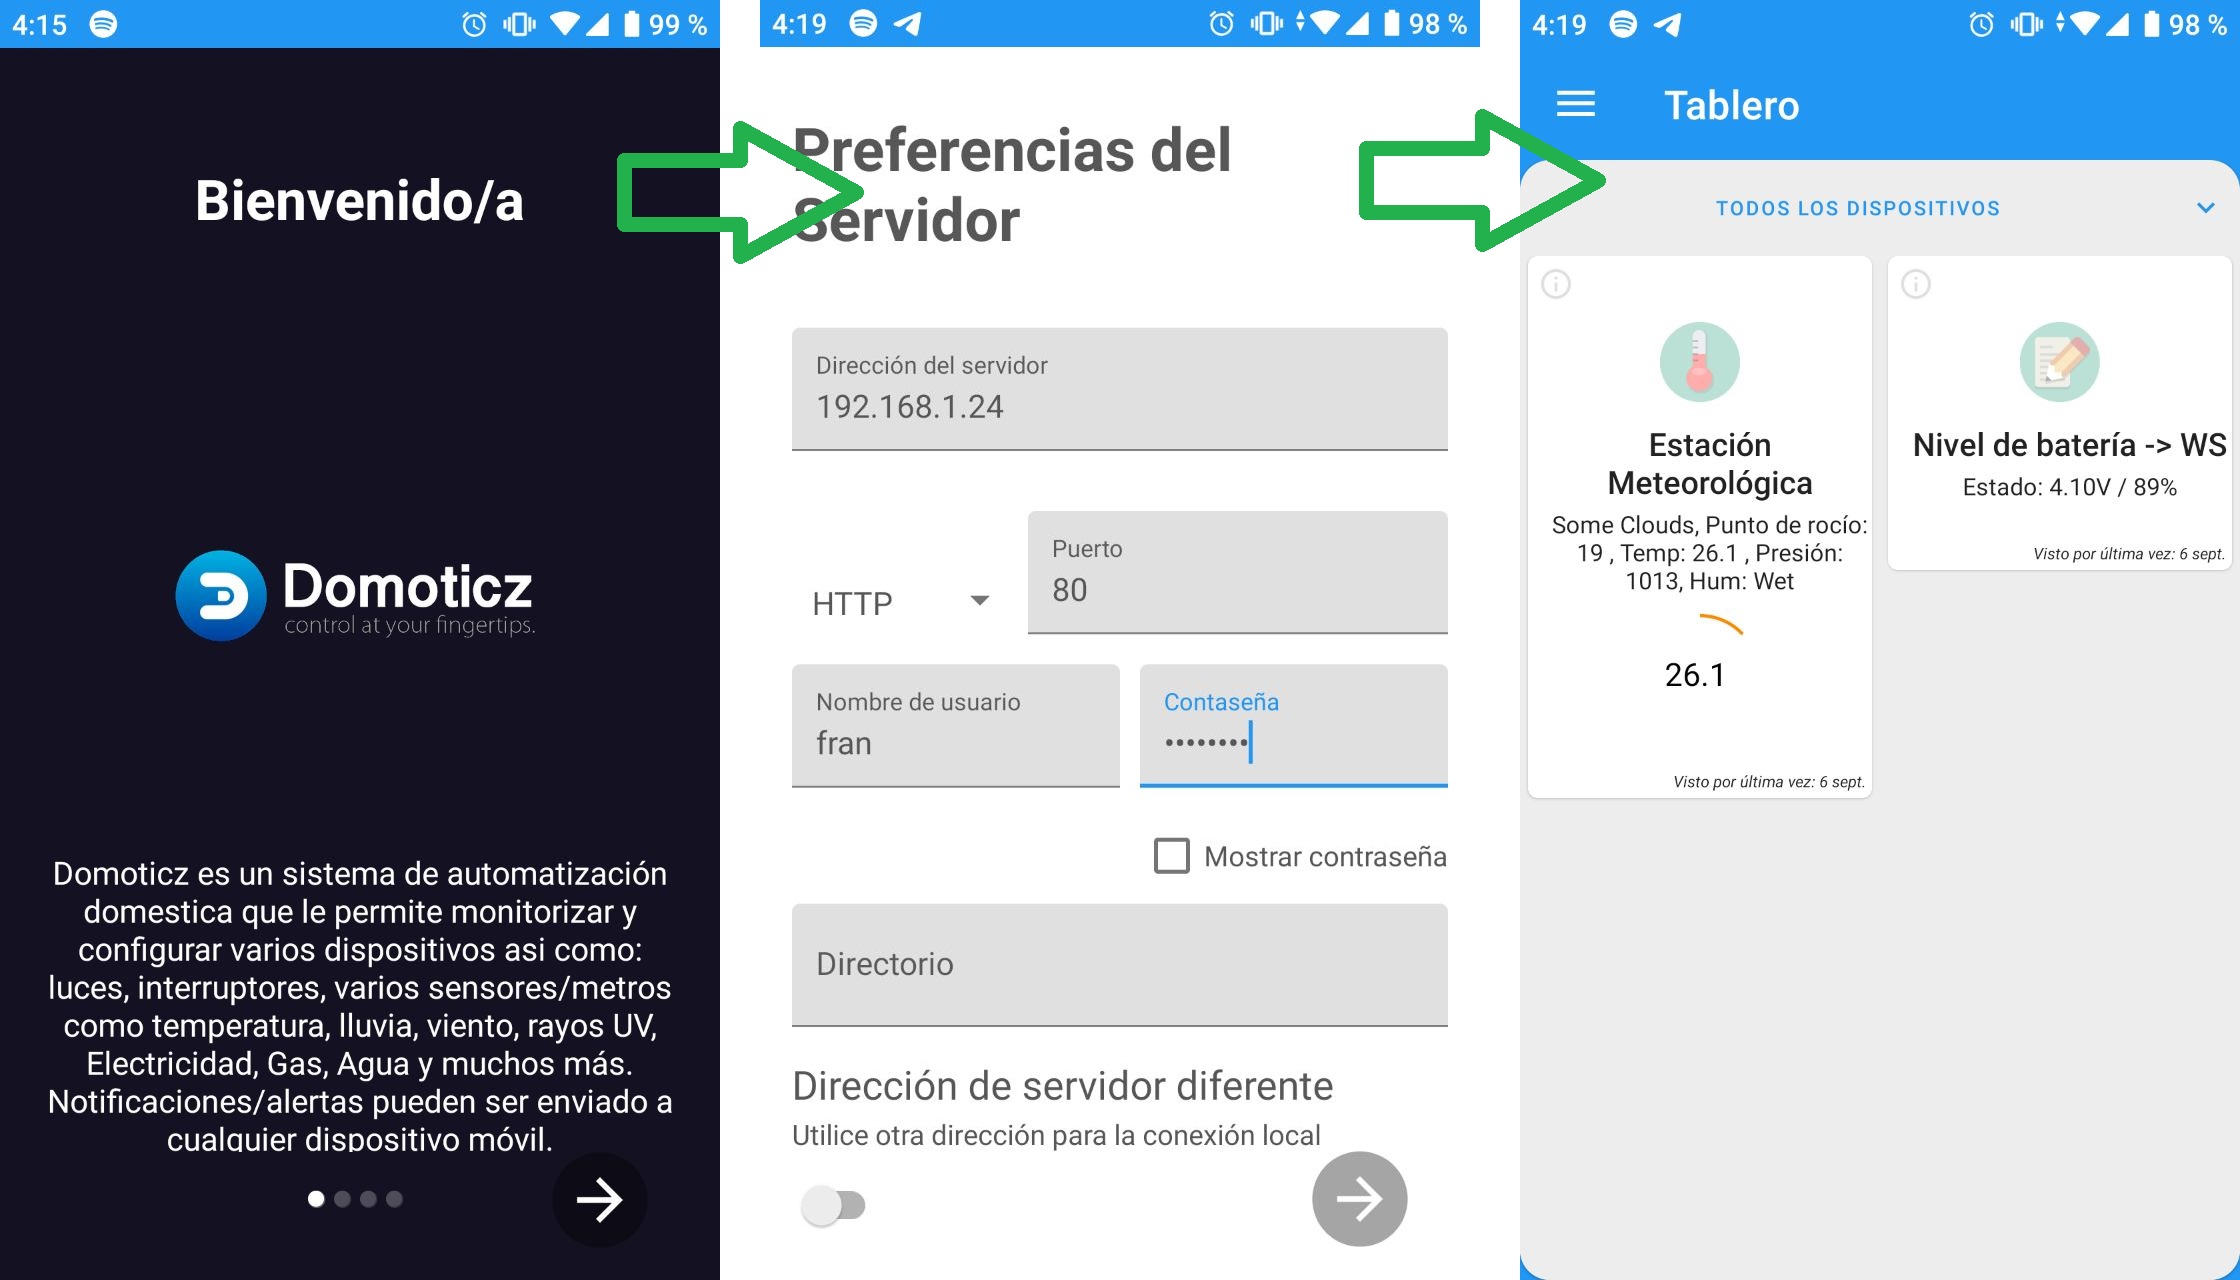 4:15
99 %
Bienvenido/a
Domoticz
control at your fingertips.
Domoticz es un sistema de automatización
domestica que le permite monitorizar y
configurar varios dispositivos asi como:
luces, interruptores, varios sensores/metros
como temperatura, lluvia, viento, rayos UV,
Electricidad, Gas, Agua y muchos más.
Notificaciones/alertas pueden ser enviado a
cualquier dispositivo móvil.
4:19
98 %
Preferencias del
Servidor
Dirección del servidor
192.168.1.24
HTTP
Puerto
80
Nombre de usuario
fran
Contaseña
••••••••
Mostrar contraseña
Directorio
Dirección de servidor diferente
Utilice otra dirección para la conexión local
4:19
98 %
Tablero
TODOS LOS DISPOSITIVOS
Estación
Meteorológica
Some Clouds, Punto de rocío:
19 , Temp: 26.1 , Presión:
1013, Hum: Wet
26.1
Visto por última vez: 6 sept.
Nivel de batería -> WS
Estado: 4.10V / 89%
Visto por última vez: 6 sept.